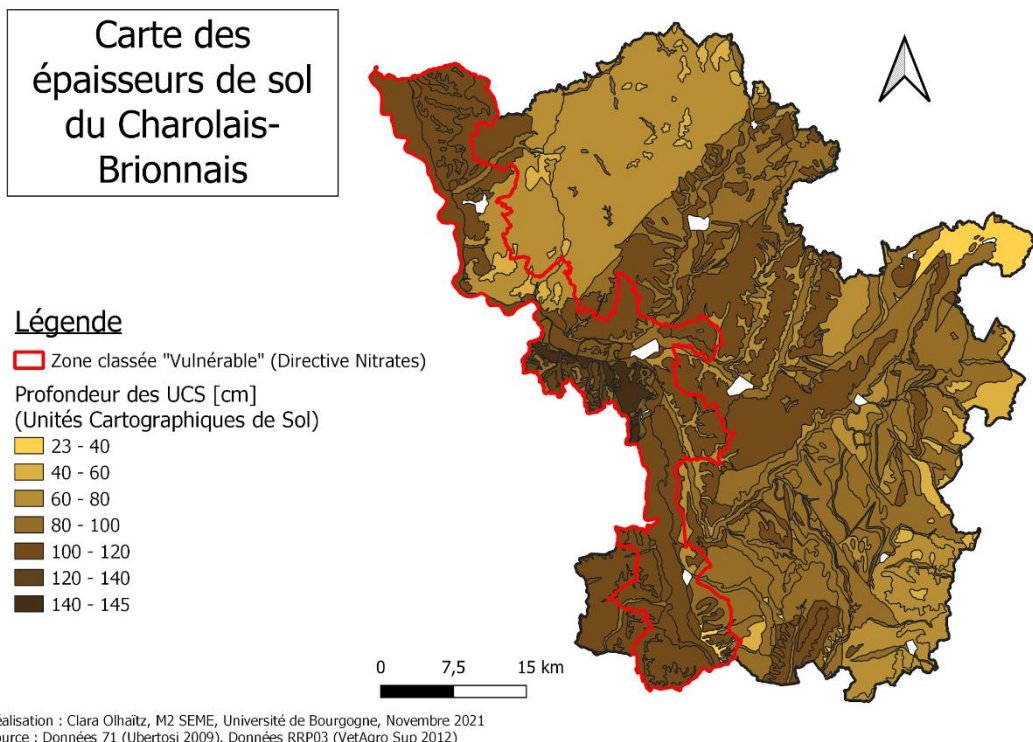 Carte des
épaisseurs de sol
du Charolais-
Brionnais
Légende
Zone classée "Vulnérable" (Directive Nitrates)
Profondeur des UCS [cm]
(Unités Cartographiques de Sol)
23 - 40
40 - 60
60 - 80
80 - 100
100 - 120
120 - 140
140 - 145
0 7,5 15 km
éalisation : Clara Olhaïtz, M2 SEME, Université de Bourgogne, Novembre 2021
ource : Données 71 (Ubertosi 2009), Données RRP03 (VetAgro Sup 2012)